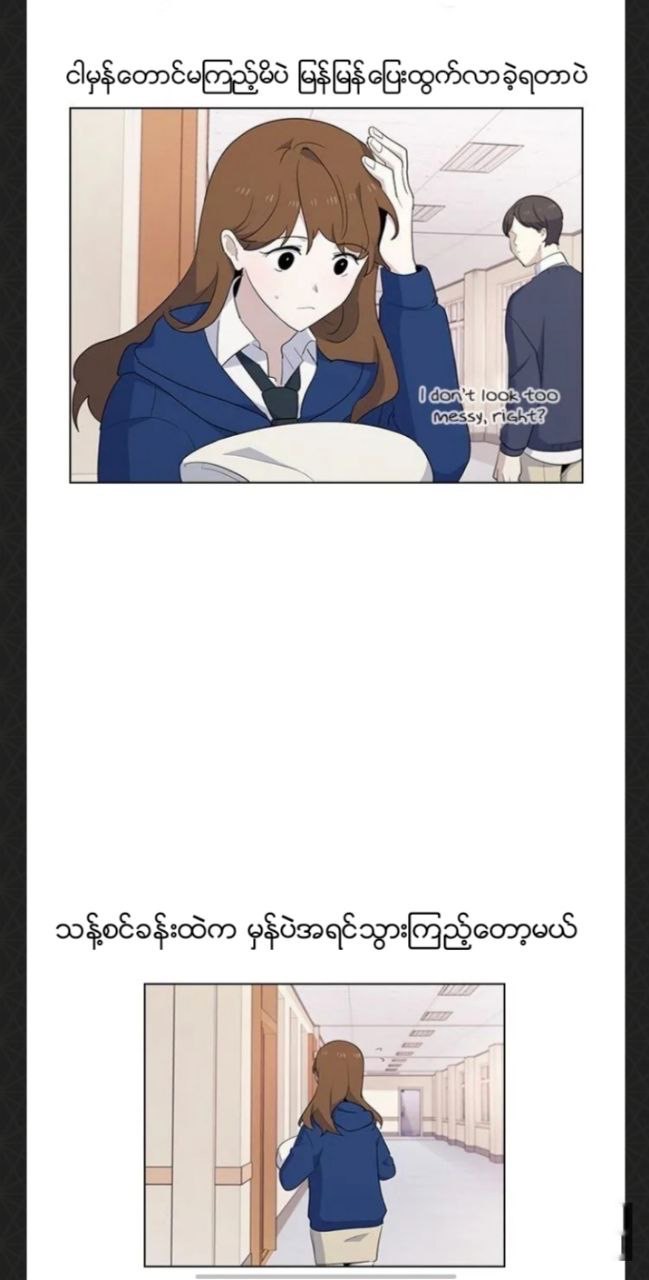 ငါမှန်တောင်မကြည့်မိပဲ မြန်မြန်ပြေးထွက်လာခဲ့ရတာပဲ
I don't look too
messy, right?
သန့်စင်ခန်းထဲက မှန်ပဲအရင်သွားကြည့်တော့မယ်